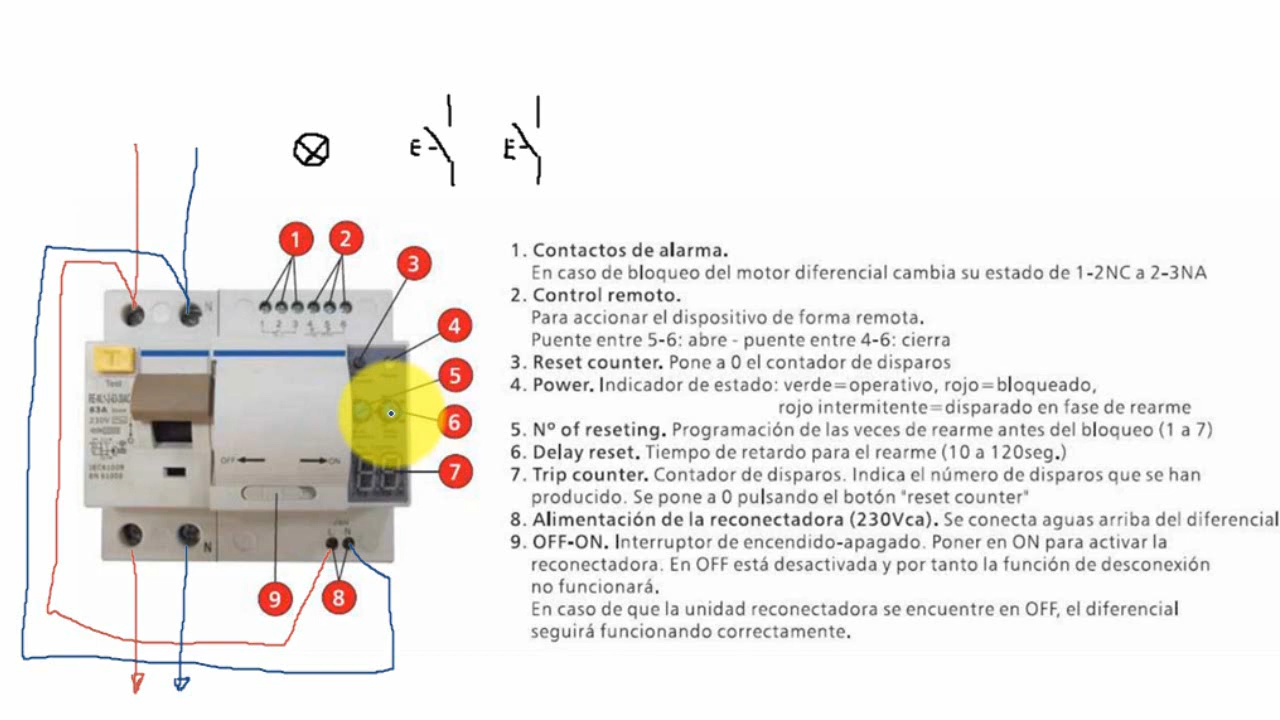 E
E
1
2
3
4
5
6
7
8
9
1. Contactos de alarma.
En caso de bloqueo del motor diferencial cambia su estado de 1-2NC a 2-3NA
2. Control remoto.
Para accionar el dispositivo de forma remota.
Puente entre 5-6: abre - puente entre 4-6: cierra
3. Reset counter. Pone a 0 el contador de disparos
4. Power. Indicador de estado: verde=operativo, rojo=bloqueado,
rojo intermitente=disparado en fase de rearme
5. Nº of reseting. Programación de las veces de rearme antes del bloqueo (1 a 7)
6. Delay reset. Tiempo de retardo para el rearme (10 a 120seg.)
7. Trip counter. Contador de disparos. Indica el número de disparos que se han
producido. Se pone a 0 pulsando el botón "reset counter"
8. Alimentación de la reconectadora (230Vca). Se conecta aguas arriba del diferencial
9. OFF-ON. Interruptor de encendido-apagado. Poner en ON para activar la
reconectadora. En OFF está desactivada y por tanto la función de desconexión
no funcionará.
En caso de que la unidad reconectadora se encuentre en OFF, el diferencial
seguirá funcionando correctamente.
N
1 2 3 4 5 6
T
Test
63A
230V
OFF
ON
N
L N